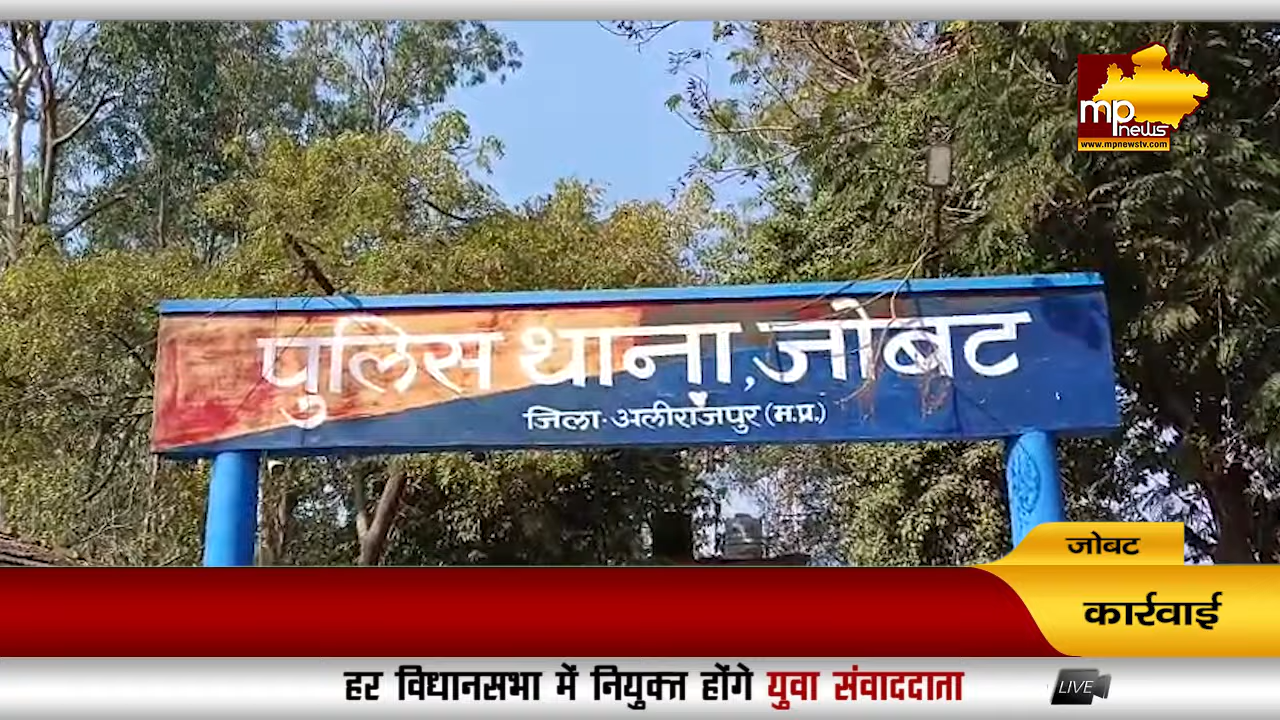 mp news
www.mpnewstv.com
पुलिस थाना, जोबट
जिला-अलीराजपुर (म.प्र.)
जोबट
कार्रवाई
हर विधानसभा में नियुक्त होंगे युवा संवाददाता
LIVE